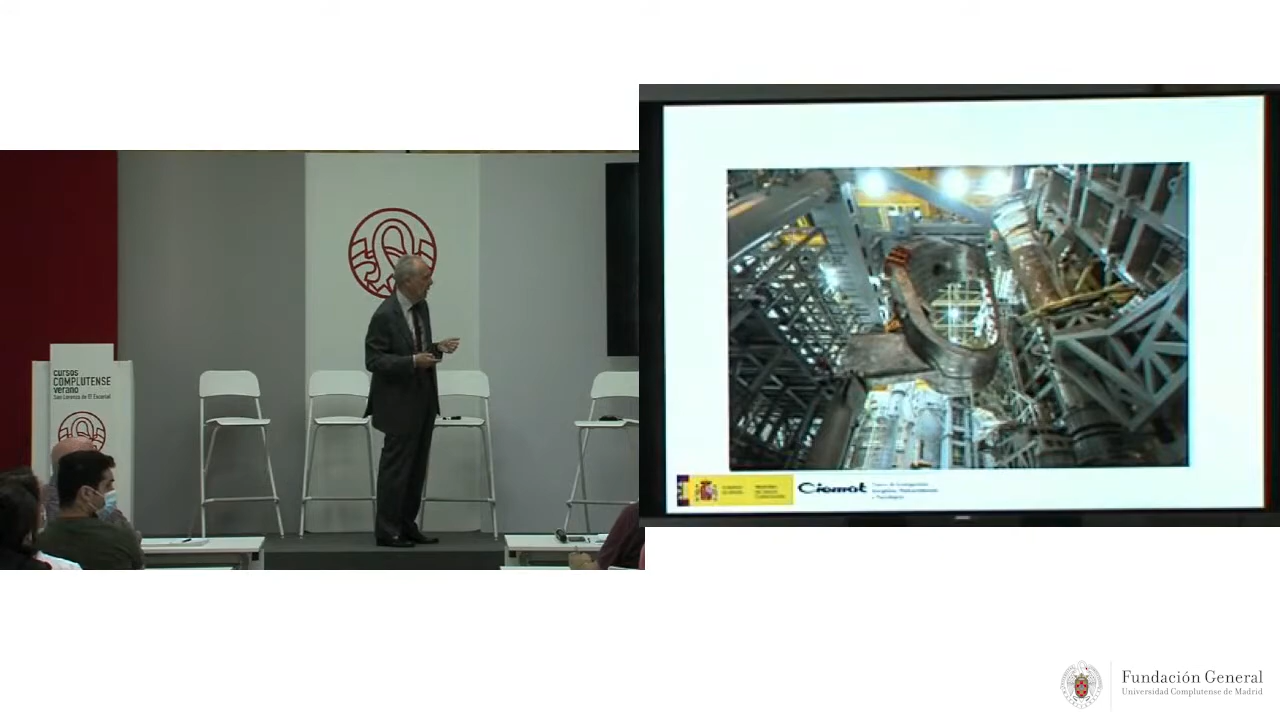 cursos
COMPLUTENSE
verano
San Lorenzo de El Escorial
Ciemat
Fundación General
Universidad Complutense de Madrid